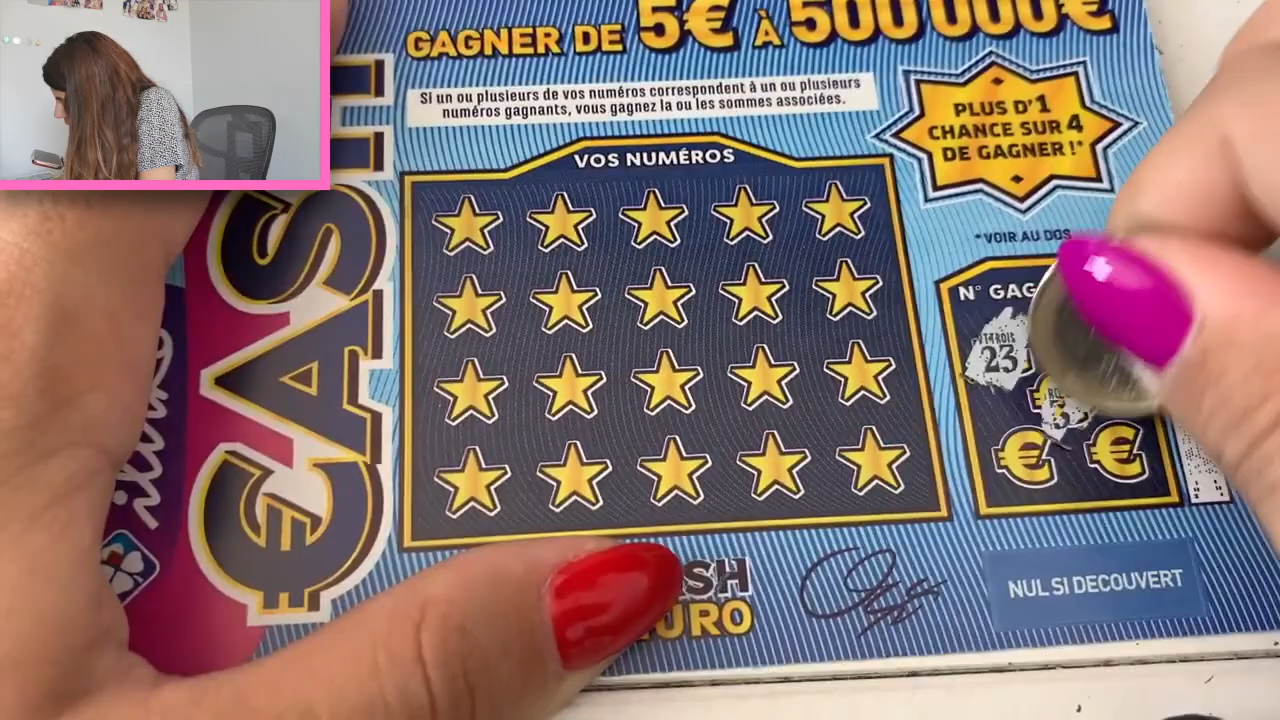 GAGNER DE 5€ À 500 000€
Si un ou plusieurs de vos numéros correspondent à un ou plusieurs
numéros gagnants, vous gagnez la ou les sommes associées.
PLUS D'1
CHANCE SUR 4
DE GAGNER !*
*VOIR AU DOS
VOS NUMÉROS
N° GAG
23
€ €
CASH
NUL SI DECOUVERT